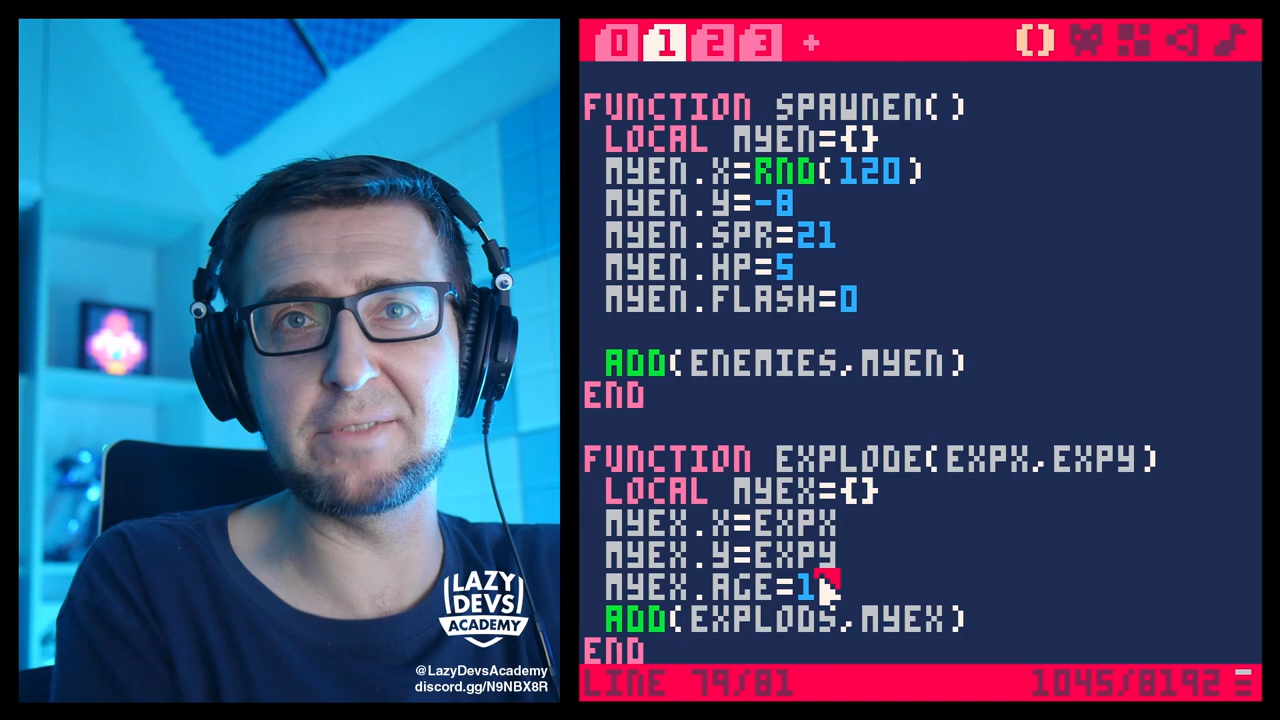 0 1 2 3 +
FUNCTION SPAWNEN()
LOCAL MYEN={}
MYEN.X=RND(120)
MYEN.Y=-8
MYEN.SPR=21
MYEN.HP=5
MYEN.FLASH=0
ADD(ENEMIES,MYEN)
END
FUNCTION EXPLODE(EXPX,EXPY)
LOCAL MYEX={}
MYEX.X=EXPX
MYEX.Y=EXPY
MYEX.AGE=1
ADD(EXPLODS,MYEX)
END
LINE 79/81 1045/8192
LAZY
DEVS
ACADEMY
@LazyDevsAcademy
discord.gg/N9NBX8R